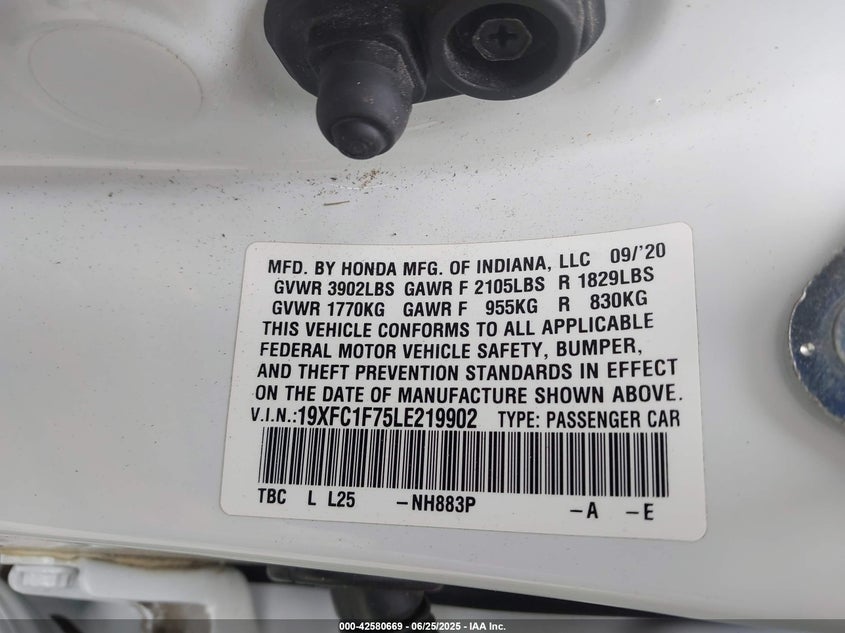 MFD. BY HONDA MFG. OF INDIANA, LLC 09/'20
GVWR 3902LBS GAWR F 2105LBS R 1829LBS
GVWR 1770KG GAWR F 955KG R 830KG
THIS VEHICLE CONFORMS TO ALL APPLICABLE
FEDERAL MOTOR VEHICLE SAFETY, BUMPER,
AND THEFT PREVENTION STANDARDS IN EFFECT
ON THE DATE OF MANUFACTURE SHOWN ABOVE.
V.I.N.:19XFC1F75LE219902 TYPE: PASSENGER CAR
TBC L L25 –NH883P –A –E
000-42580669 - 06/25/2025 - IAA Inc.